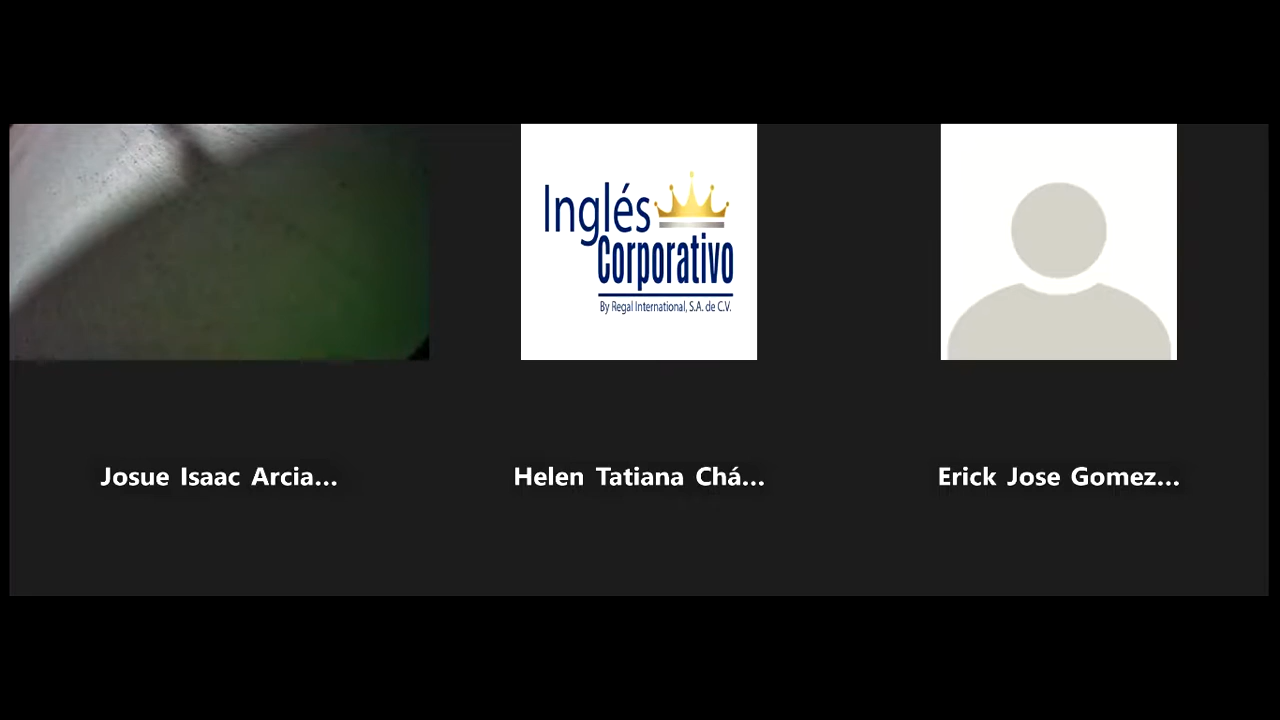 Inglés
Corporativo
By Regal International, S.A. de C.V.
Josue Isaac Arcia...
Helen Tatiana Chá...
Erick Jose Gomez...